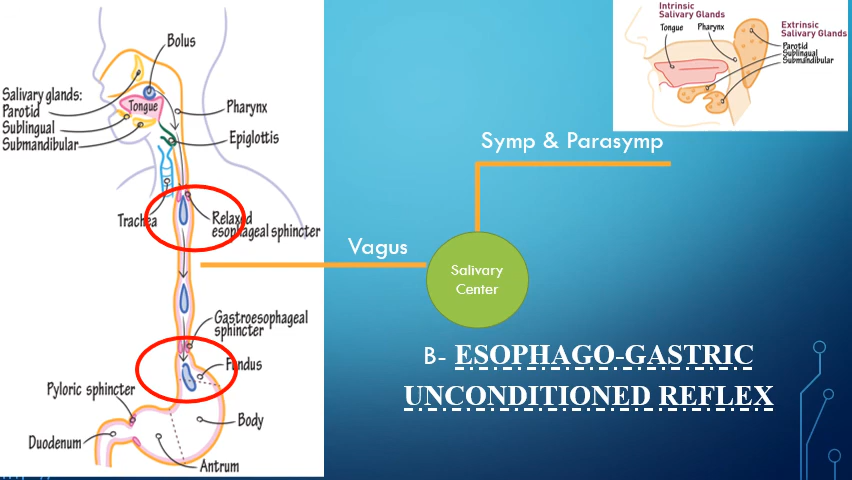 Bolus
Salivary glands:
Parotid
Sublingual
Submandibular
Tongue
Pharynx
Epiglottis
Trachea
Relaxed
esophageal sphincter
Gastroesophageal
sphincter
Fundus
Pyloric sphincter
Duodenum
Body
Antrum
Intrinsic
Salivary Glands
Tongue
Pharynx
Extrinsic
Salivary Glands
Parotid
Sublingual
Submandibular
Symp & Parasymp
Vagus
Salivary
Center
B- ESOPHAGO-GASTRIC
UNCONDITIONED REFLEX